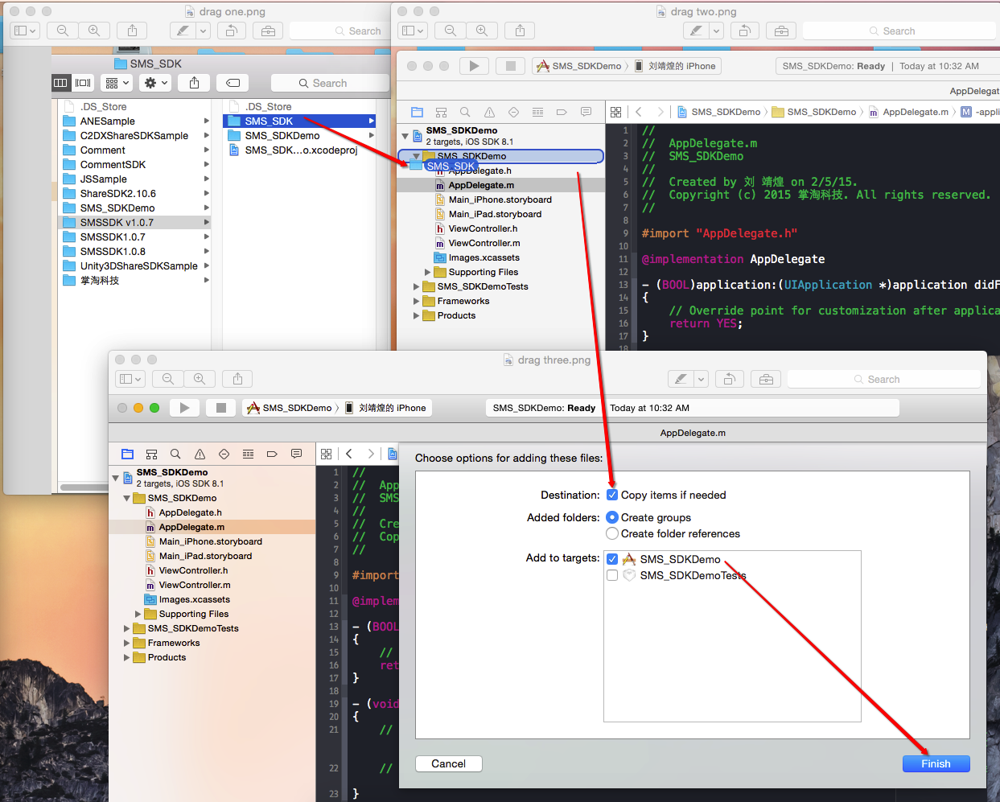 drag one.png
Search
SMS_SDK
Search
.DS_Store
ANESample
C2DXShareSDKSample
Comment
CommentSDK
JSSample
ShareSDK2.10.6
SMS_SDKDemo
SMSSDK v1.0.7
SMSSDK1.0.7
SMSSDK1.0.8
Unity3DShareSDKSample
掌淘科技
.DS_Store
SMS_SDK
SMS_SDKDemo
SMS_SDK...o.xcodeproj
drag two.png
Search
SMS_SDKDemo 〉 刘靖煌的 iPhone
SMS_SDKDemo: Ready | Today at 10:32 AM
AppDelegat
SMS_SDKDemo 〉 SMS_SDKDemo 〉 AppDelegate.m 〉 M -appli
SMS_SDKDemo
2 targets, iOS SDK 8.1
SMS_SDKDemo
SMS_SDK
AppDelegate.h
AppDelegate.m
Main_iPhone.storyboard
Main_iPad.storyboard
ViewController.h
ViewController.m
Images.xcassets
Supporting Files
SMS_SDKDemoTests
Frameworks
Products
1 //
2 // AppDelegate.m
3 // SMS_SDKDemo
4 //
5 // Created by 刘 靖煌 on 2/5/15.
6 // Copyright (c) 2015 掌淘科技. All rights reserved.
7 //
8
9 #import "AppDelegate.h"
10
11 @implementation AppDelegate
12
13 - (BOOL)application:(UIApplication *)application didF
14 {
15 // Override point for customization after applica
16 return YES;
17 }
18
drag three.png
Search
SMS_SDKDemo 〉 刘靖煌的 iPhone
SMS_SDKDemo: Ready Today at 10:32 AM
AppDelegate.m
SMS_SDKDemo
2 targets, iOS SDK 8.1
SMS_SDKDemo
AppDelegate.h
AppDelegate.m
Main_iPhone.storyboard
Main_iPad.storyboard
ViewController.h
ViewController.m
Images.xcassets
Supporting Files
SMS_SDKDemoTests
Frameworks
Products
1 //
2 // App
3 // SMS
4 //
5 // Cre
6 // Cop
7 //
8
9 #import
10
11 @implem
12
13 - (BOOL
14 {
15 //
16 ret
17 }
18
19 - (void
20 {
21 //
22 //
23 }
Choose options for adding these files:
Destination: Copy items if needed
Added folders: Create groups
Create folder references
Add to targets: SMS_SDKDemo
SMS_SDKDemoTests
Cancel
Finish